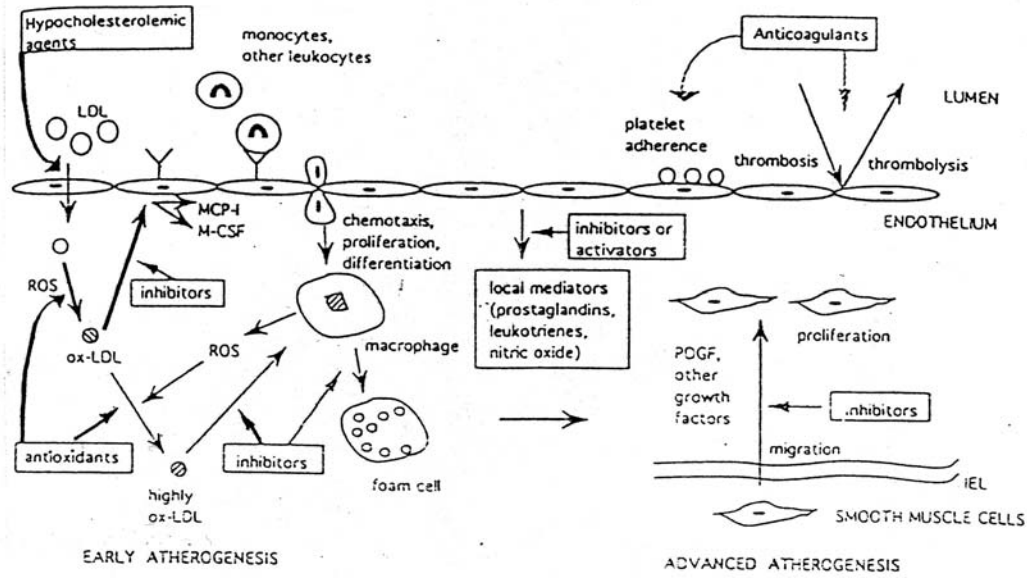 Hypocholesterolemic
agents
monocytes,
other leukocytes
Anticoagulants
LUMEN
LDL
platelet
adherence
thrombosis
thrombolysis
MCP-I
M-CSF
ENDOTHELIUM
chemotaxis,
proliferation,
differentiation
inhibitors or
activators
ROS
inhibitors
local mediators
(prostaglandins,
leukotrienes,
nitric oxide)
ox-LDL
ROS
macrophage
proliferation
PDGF,
other
growth
factors
inhibitors
antioxidants
inhibitors
migration
foam cell
IEL
highly
ox-LDL
SMOOTH MUSCLE CELLS
EARLY ATHEROGENESIS
ADVANCED ATHEROGENESIS